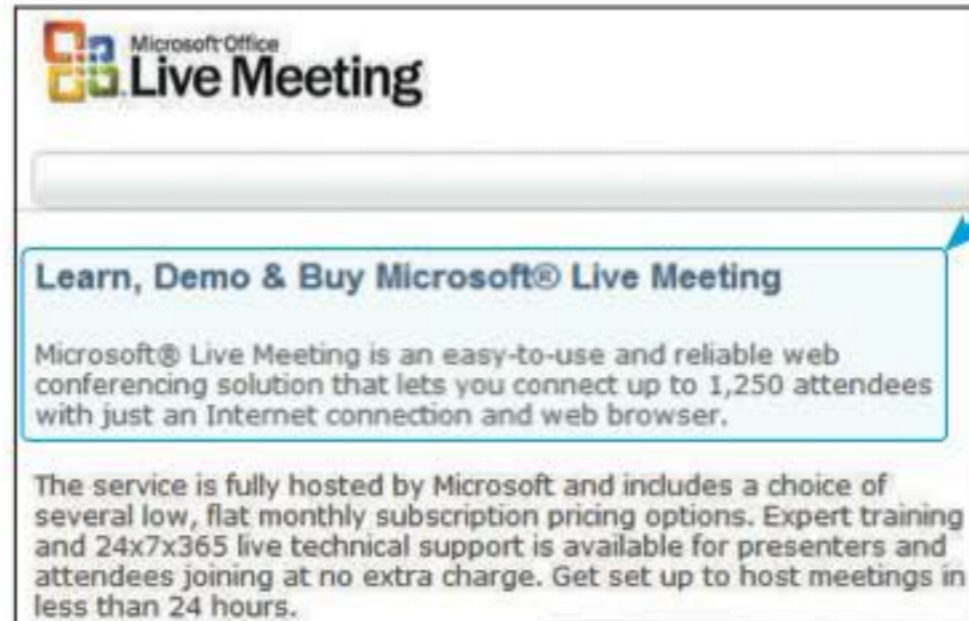 Microsoft Office
Live Meeting
Learn, Demo & Buy Microsoft® Live Meeting
Microsoft® Live Meeting is an easy-to-use and reliable web
conferencing solution that lets you connect up to 1,250 attendees
with just an Internet connection and web browser.
The service is fully hosted by Microsoft and includes a choice of
several low, flat monthly subscription pricing options. Expert training
and 24x7x365 live technical support is available for presenters and
attendees joining at no extra charge. Get set up to host meetings in
less than 24 hours.